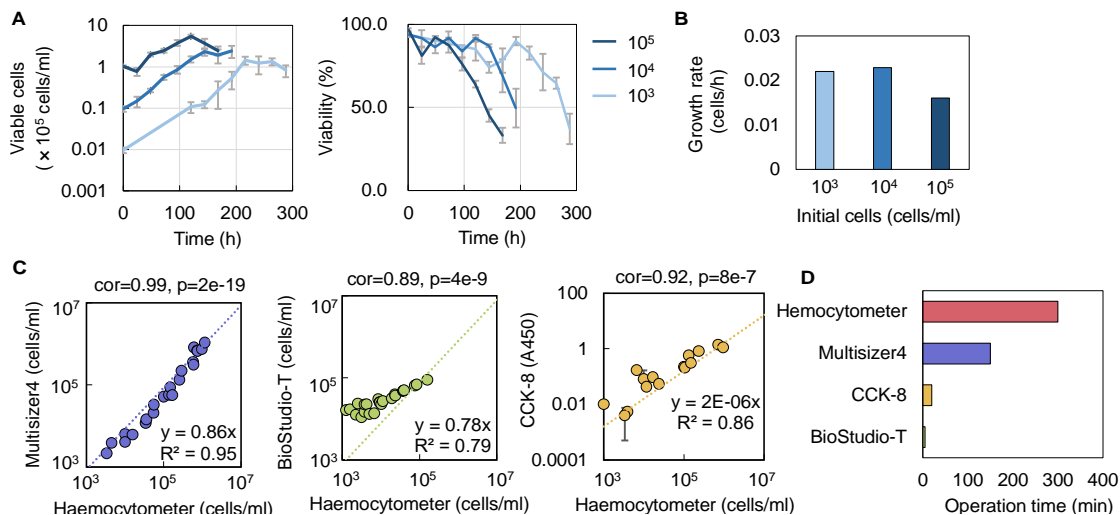 A
Viable cells
( × 10⁵ cells/ml)
10
1
0.1
0.01
0.001
0
100
200
300
Time (h)
Viability (%)
100.0
50.0
0.0
0
100
200
300
Time (h)
10⁵
10⁴
10³
B
Growth rate
(cells/h)
0.03
0.02
0.01
0
10³
10⁴
10⁵
Initial cells (cells/ml)
C
cor=0.99, p=2e-19
Multisizer4 (cells/ml)
10⁷
10⁵
10³
y = 0.86x
R² = 0.95
10³
10⁵
10⁷
Haemocytometer (cells/ml)
cor=0.89, p=4e-9
BioStudio-T (cells/ml)
10⁷
10⁵
10³
y = 0.78x
R² = 0.79
10³
10⁵
10⁷
Haemocytometer (cells/ml)
cor=0.92, p=8e-7
CCK-8 (A450)
100
1
0.01
0.0001
y = 2E-06x
R² = 0.86
10³
10⁵
10⁷
Haemocytometer (cells/ml)
D
Hemocytometer
Multisizer4
CCK-8
BioStudio-T
0
100
200
300
400
Operation time (min)